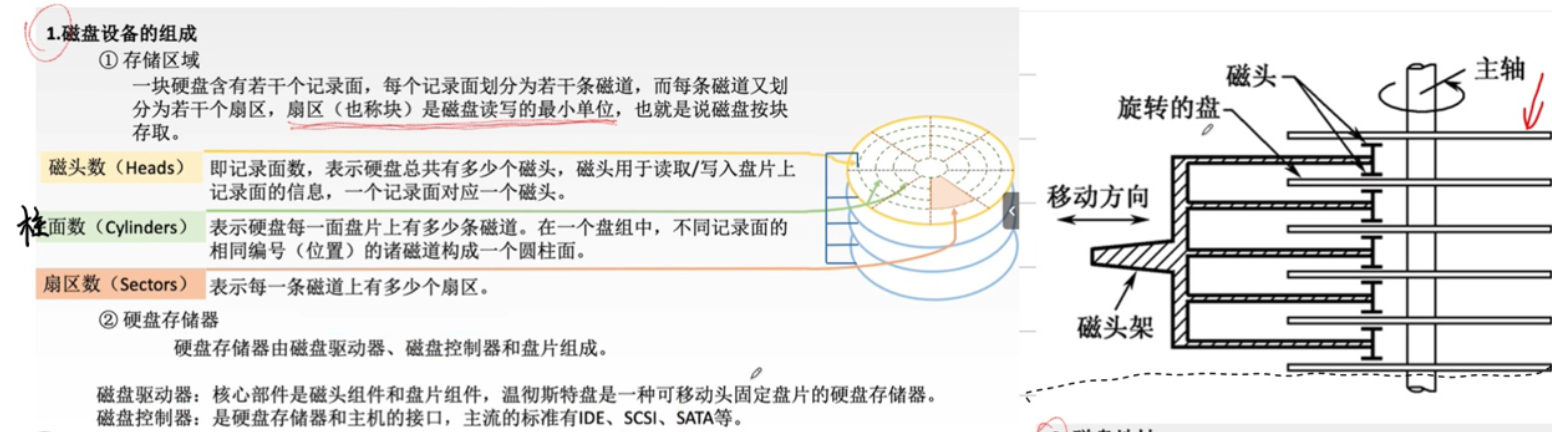 1.磁盘设备的组成
① 存储区域
一块硬盘含有若干个记录面，每个记录面划分为若干条磁道，而每条磁道又划
分为若干个扇区，扇区（也称块）是磁盘读写的最小单位，也就是说磁盘按块
存取。
磁头数（Heads） 即记录面数，表示硬盘总共有多少个磁头，磁头用于读取/写入盘片上
记录面的信息，一个记录面对应一个磁头。
柱面数（Cylinders） 表示硬盘每一面盘片上有多少条磁道。在一个盘组中，不同记录面的
相同编号（位置）的诸磁道构成一个圆柱面。
扇区数（Sectors） 表示每一条磁道上有多少个扇区。
② 硬盘存储器
硬盘存储器由磁盘驱动器、磁盘控制器和盘片组成。
磁盘驱动器：核心部件是磁头组件和盘片组件，温彻斯特盘是一种可移动头固定盘片的硬盘存储器。
磁盘控制器：是硬盘存储器和主机的接口，主流的标准有IDE、SCSI、SATA等。
磁头
主轴
旋转的盘
移动方向
磁头架